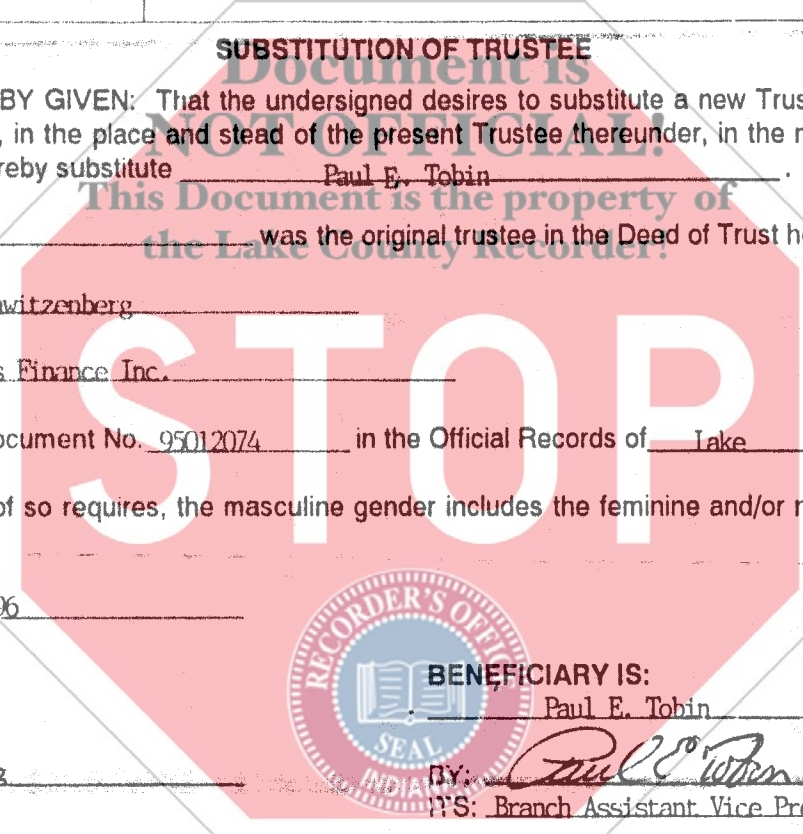 SUBSTITUTION OF TRUSTEE
Document is
BY GIVEN: That the undersigned desires to substitute a new Trus
NOT OFFICIAL!
, in the place and stead of the present Trustee thereunder, in the
reby substitute Paul E. Tobin .
This Document is the property of
was the original trustee in the Deed of Trust h
the Lake County Recorder!
witzenberg
s Finance Inc.
STOP
ocument No. 95012074 in the Official Records of Lake
of so requires, the masculine gender includes the feminine and/or
96
RECORDER'S OFFICE
SEAL
INDIANA
BENEFICIARY IS:
Paul E. Tobin
BY: Paul E Tobin
ITS: Branch Assistant Vice Pre